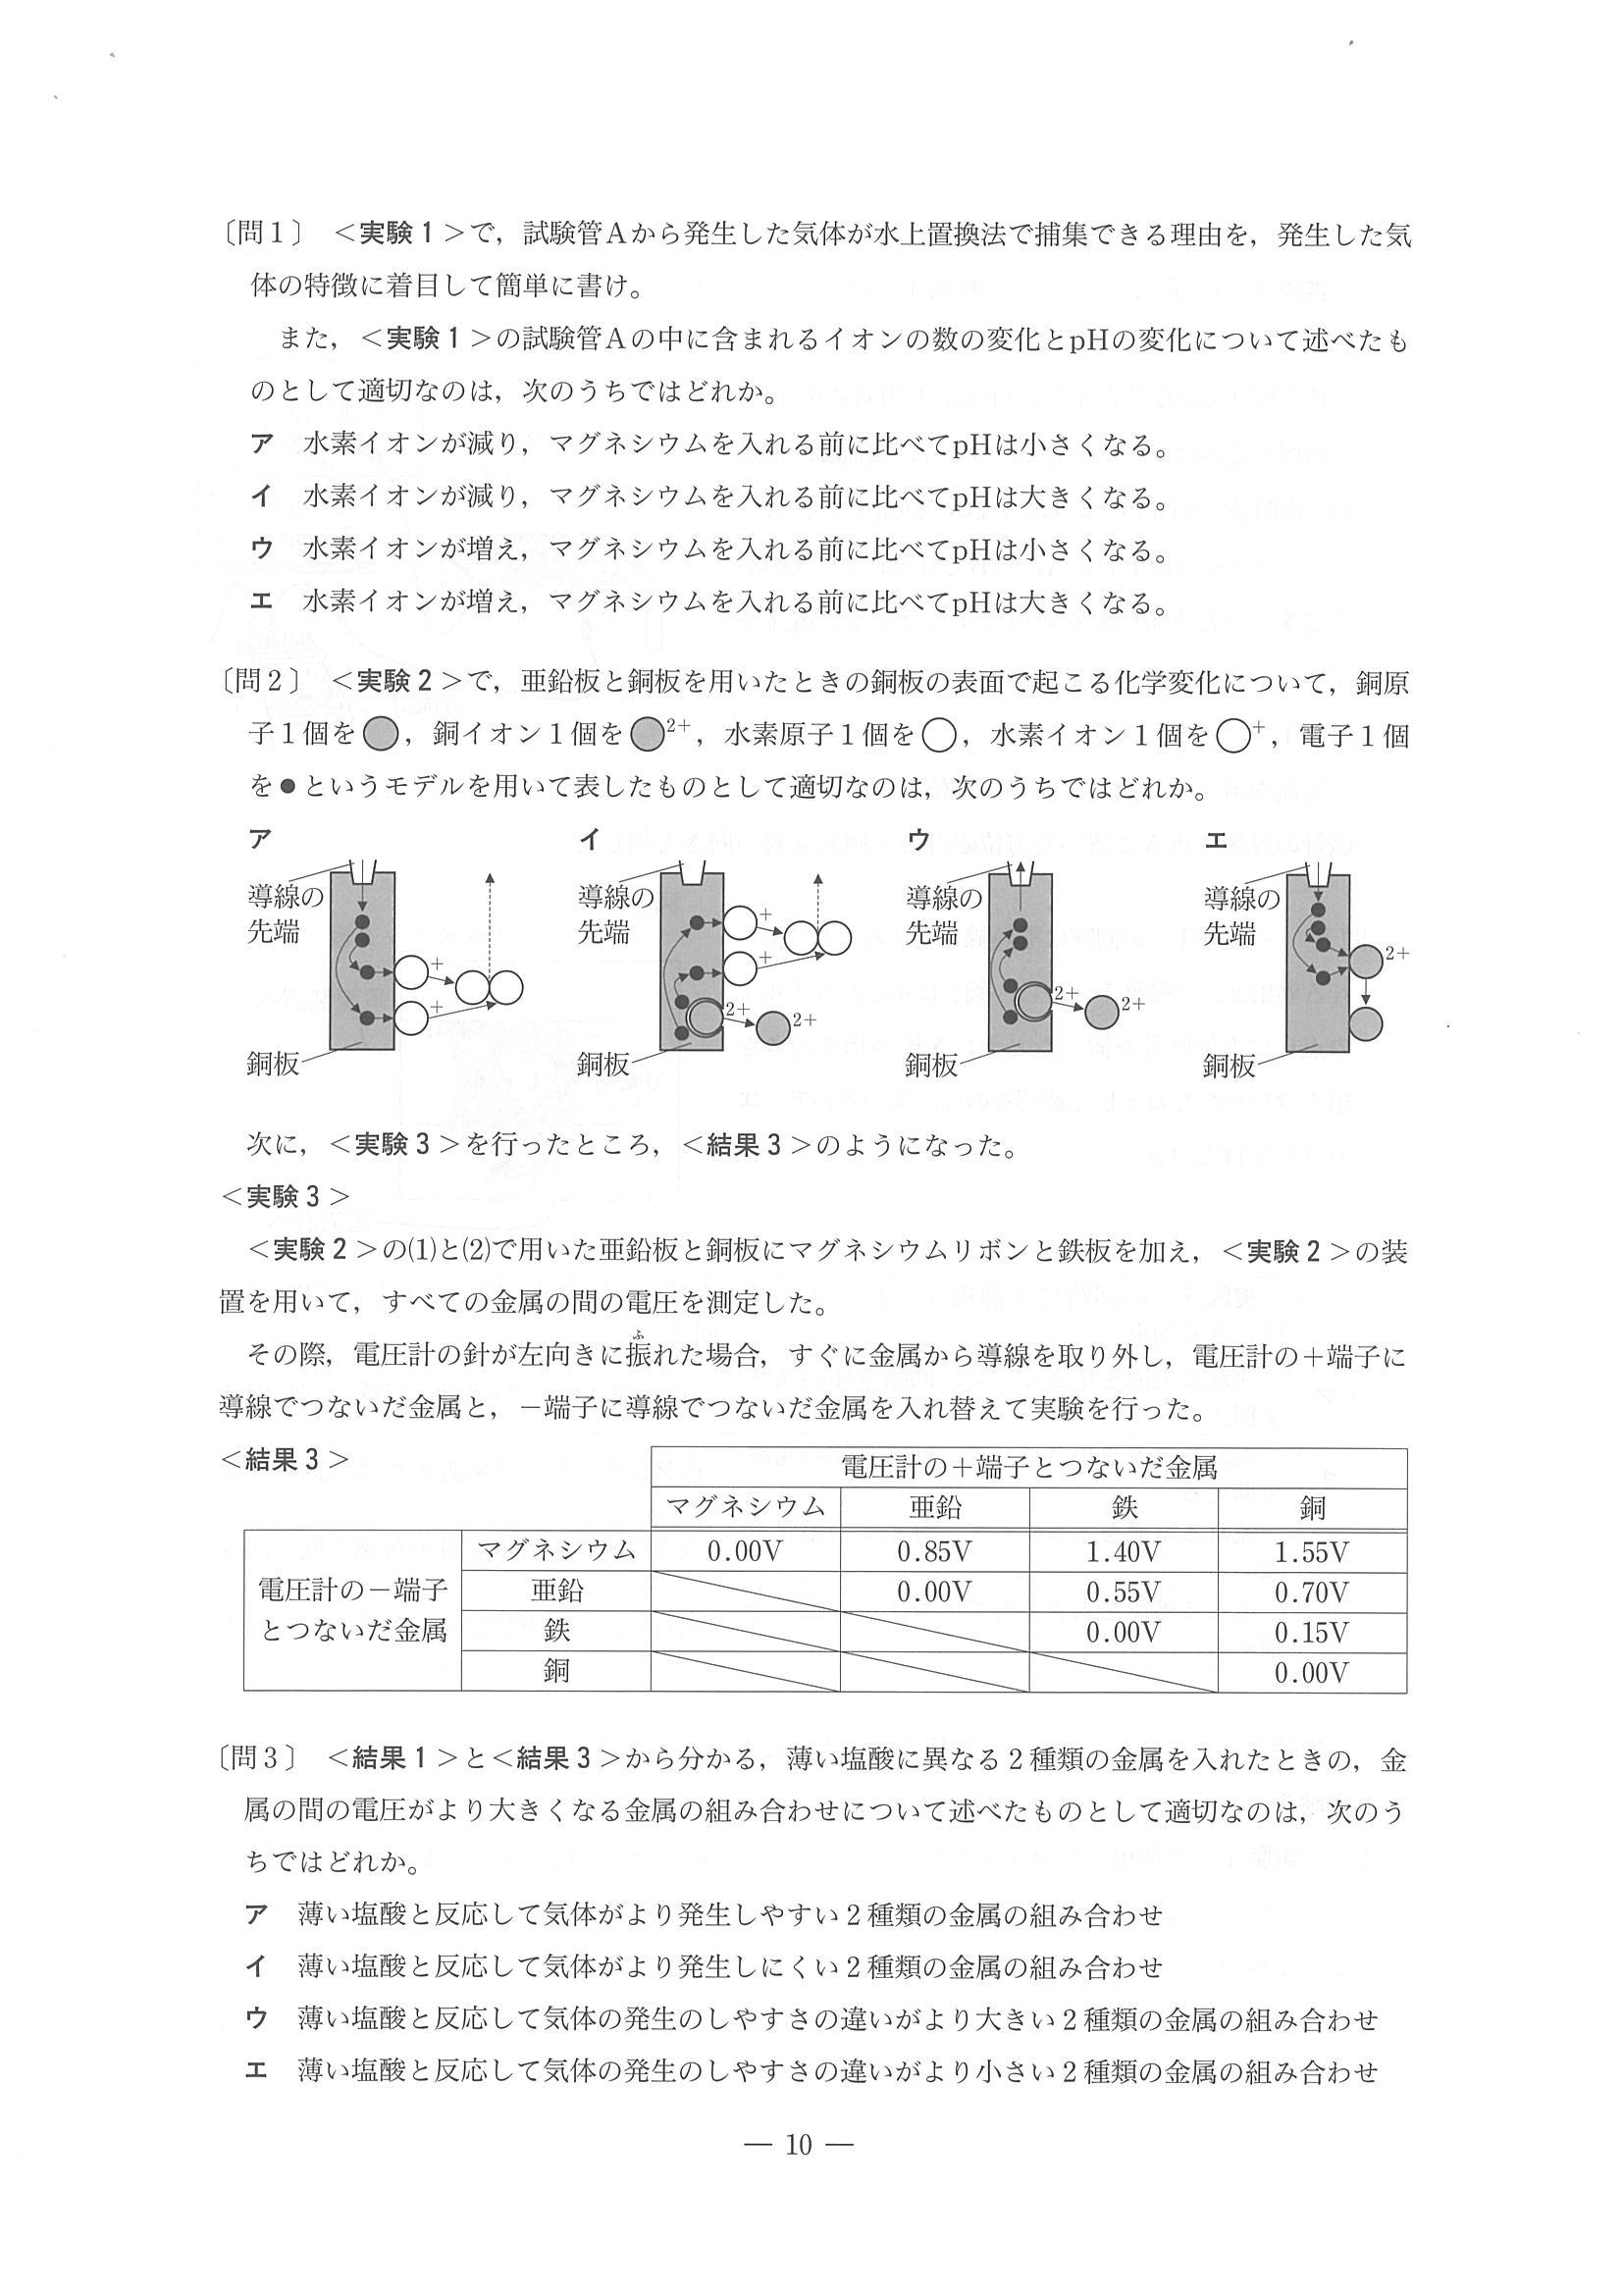 〔問1〕 ＜実験1＞で，試験管Aから発生した気体が水上置換法で捕集できる理由を，発生した気
体の特徴に着目して簡単に書け。
また，＜実験1＞の試験管Aの中に含まれるイオンの数の変化とpHの変化について述べたも
のとして適切なのは，次のうちではどれか。
ア 水素イオンが減り，マグネシウムを入れる前に比べてpHは小さくなる。
イ 水素イオンが減り，マグネシウムを入れる前に比べてpHは大きくなる。
ウ 水素イオンが増え，マグネシウムを入れる前に比べてpHは小さくなる。
エ 水素イオンが増え，マグネシウムを入れる前に比べてpHは大きくなる。
〔問2〕 ＜実験2＞で，亜鉛板と銅板を用いたときの銅板の表面で起こる化学変化について，銅原
子1個を，銅イオン1個を2+，水素原子1個を，水素イオン1個を+，電子1個
を●というモデルを用いて表したものとして適切なのは，次のうちではどれか。
ア イ ウ エ
導線の先端 銅板 + +
導線の先端 銅板 + + 2+ 2+
導線の先端 銅板 2+ 2+
導線の先端 銅板 2+
次に，＜実験3＞を行ったところ，＜結果3＞のようになった。
＜実験3＞
＜実験2＞の(1)と(2)で用いた亜鉛板と銅板にマグネシウムリボンと鉄板を加え，＜実験2＞の装
置を用いて，すべての金属の間の電圧を測定した。
その際，電圧計の針が左向きに振れた場合，すぐに金属から導線を取り外し，電圧計の＋端子に
ふ
導線でつないだ金属と，－端子に導線でつないだ金属を入れ替えて実験を行った。
＜結果3＞
電圧計の＋端子とつないだ金属
マグネシウム 亜鉛 鉄 銅
電圧計の－端子
とつないだ金属
マグネシウム 0.00V 0.85V 1.40V 1.55V
亜鉛 0.00V 0.55V 0.70V
鉄 0.00V 0.15V
銅 0.00V
〔問3〕 ＜結果1＞と＜結果3＞から分かる，薄い塩酸に異なる2種類の金属を入れたときの，金
属の間の電圧がより大きくなる金属の組み合わせについて述べたものとして適切なのは，次のう
ちではどれか。
ア 薄い塩酸と反応して気体がより発生しやすい2種類の金属の組み合わせ
イ 薄い塩酸と反応して気体がより発生しにくい2種類の金属の組み合わせ
ウ 薄い塩酸と反応して気体の発生のしやすさの違いがより大きい2種類の金属の組み合わせ
エ 薄い塩酸と反応して気体の発生のしやすさの違いがより小さい2種類の金属の組み合わせ
― 10 ―